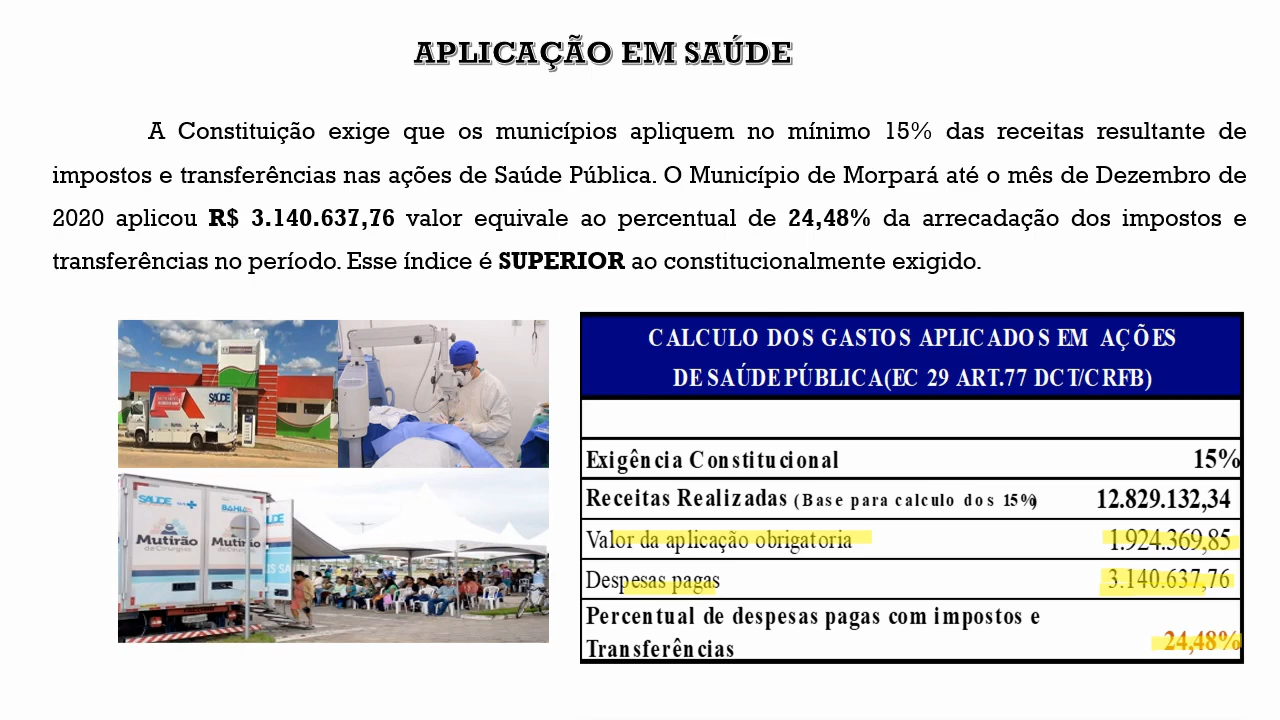 APLICAÇÃO EM SAÚDE
A Constituição exige que os municípios apliquem no mínimo 15% das receitas resultante de
impostos e transferências nas ações de Saúde Pública. O Município de Morpará até o mês de Dezembro de
2020 aplicou R$ 3.140.637,76 valor equivale ao percentual de 24,48% da arrecadação dos impostos e
transferências no período. Esse índice é SUPERIOR ao constitucionalmente exigido.
SAÚDE
SAUDE
BAHIA
Mutirão
de Cirurgias
Mutirão
CALCULO DOS GASTOS APLICADOS EM AÇÕES
DE SAÚDE PÚBLICA(EC 29 ART.77 DCT/CRFB)
Exigência Constitucional 15%
Receitas Realizadas (Base para calculo dos 15%) 12.829.132,34
Valor da aplicação obrigatoria 1.924.369,85
Despesas pagas 3.140.637,76
Percentual de despesas pagas com impostos e
Transferências 24,48%